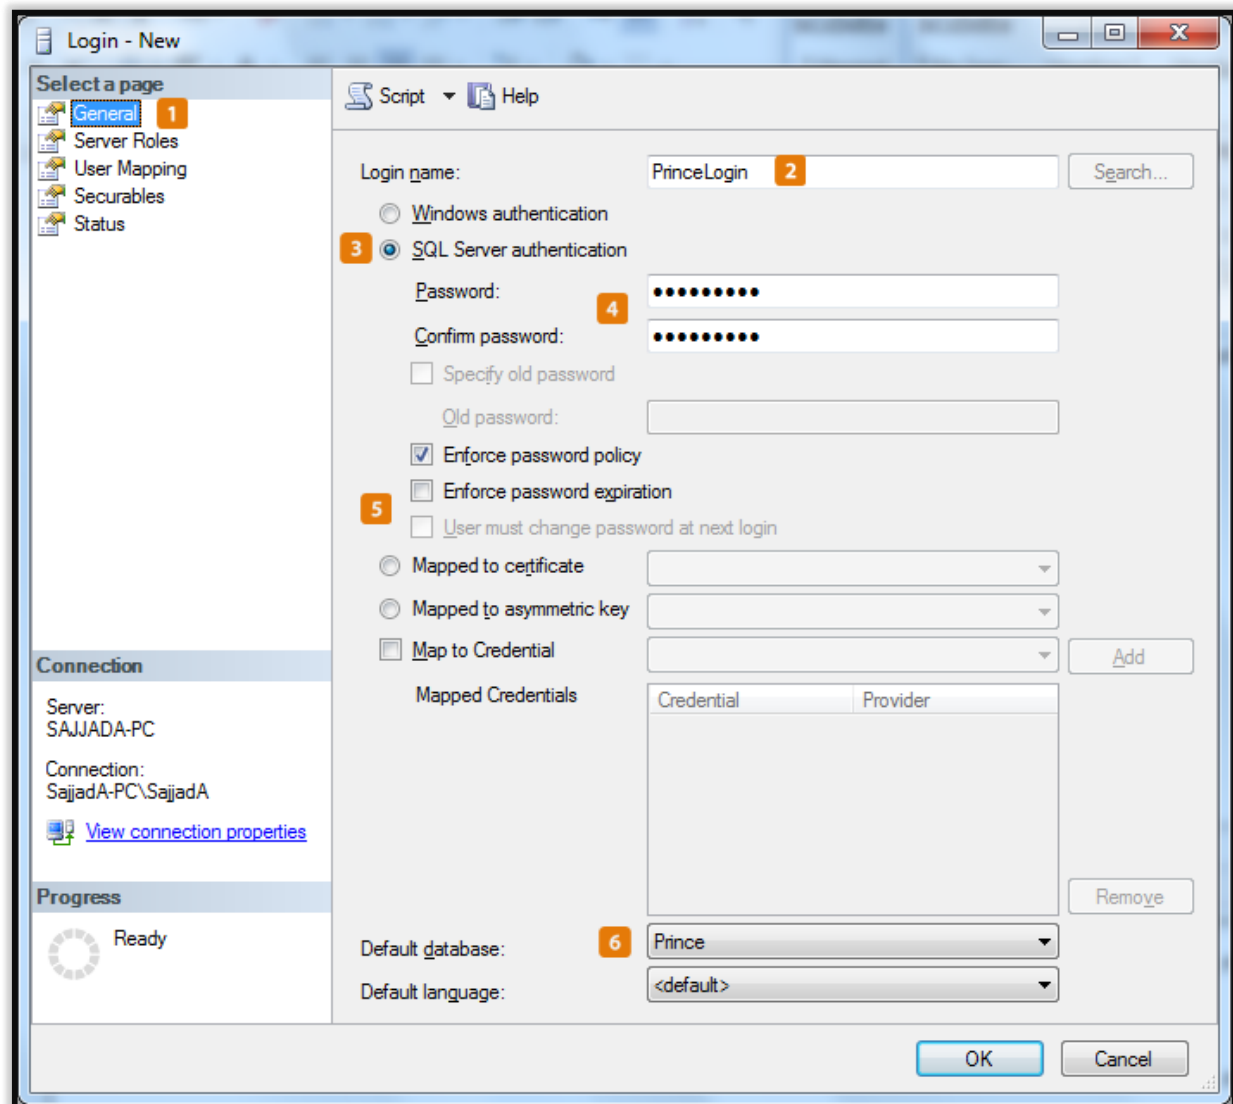 Login - New
Select a page
General 1
Server Roles
User Mapping
Securables
Status
Connection
Server:
SAJJADA-PC
Connection:
SajjadA-PC\SajjadA
View connection properties
Progress
Ready
Script Help
Login name: PrinceLogin 2 Search...
Windows authentication
3 SQL Server authentication
Password: •••••••••
4
Confirm password: •••••••••
Specify old password
Old password:
Enforce password policy
Enforce password expiration
5
User must change password at next login
Mapped to certificate
Mapped to asymmetric key
Map to Credential Add
Mapped Credentials Credential Provider
Remove
Default database: 6 Prince
Default language: <default>
OK Cancel